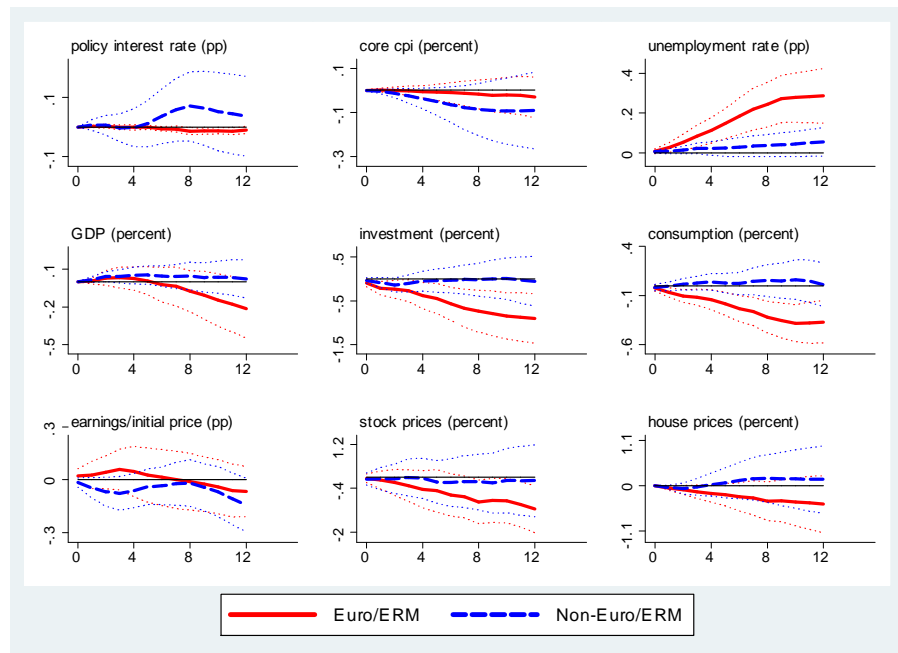 policy interest rate (pp)
.1
-.1
0 4 8 12
core cpi (percent)
.1
-.1
-.3
0 4 8 12
unemployment rate (pp)
.4
.2
0
0 4 8 12
GDP (percent)
.1
-.2
-.5
0 4 8 12
investment (percent)
.5
-.5
-1.5
0 4 8 12
consumption (percent)
.4
-.1
-.6
0 4 8 12
earnings/initial price (pp)
.3
0
-.3
0 4 8 12
stock prices (percent)
1.2
-.4
-2
0 4 8 12
house prices (percent)
1.1
0
-1.1
0 4 8 12
Euro/ERM Non-Euro/ERM